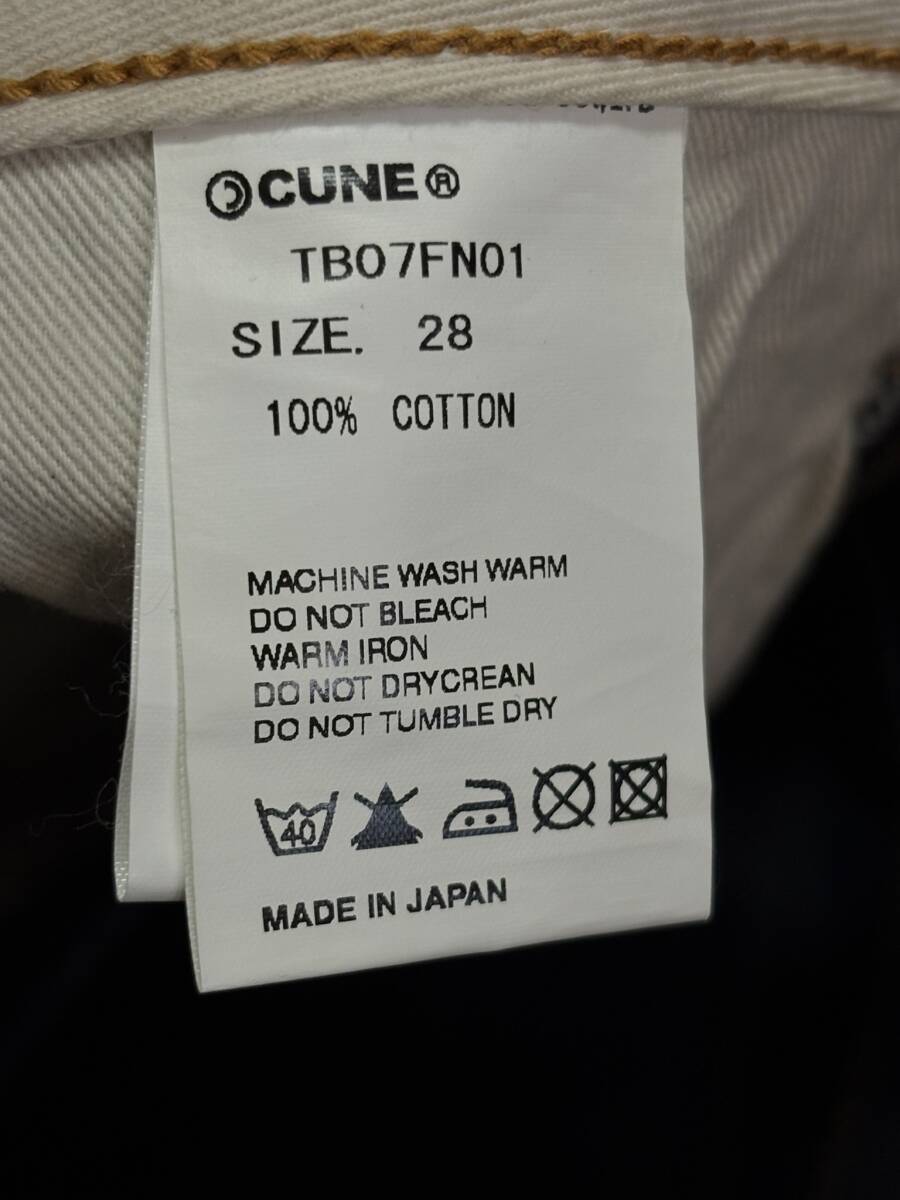 CUNE®
TB07FN01
SIZE. 28
100% COTTON
MACHINE WASH WARM
DO NOT BLEACH
WARM IRON
DO NOT DRYCREAN
DO NOT TUMBLE DRY
40
MADE IN JAPAN